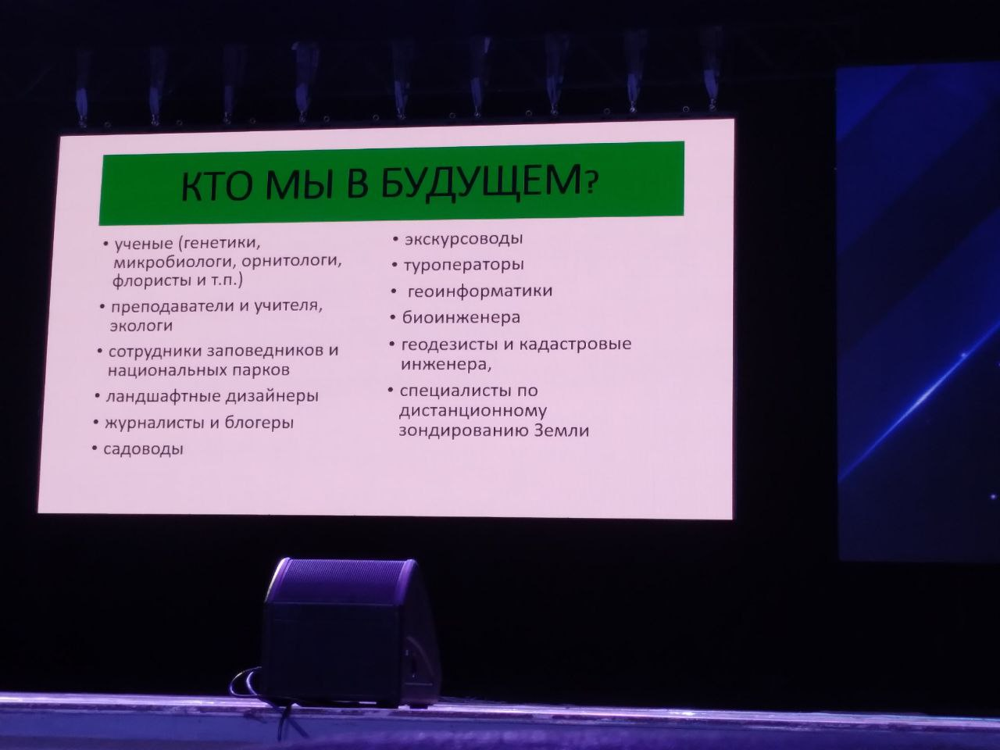 КТО МЫ В БУДУЩЕМ?
• ученые (генетики,
микробиологи, орнитологи,
флористы и т.п.)
• преподаватели и учителя,
экологи
• сотрудники заповедников и
национальных парков
• ландшафтные дизайнеры
• журналисты и блогеры
• садоводы
• экскурсоводы
• туроператоры
• геоинформатики
• биоинженера
• геодезисты и кадастровые
инженера,
• специалисты по
дистанционному
зондированию Земли